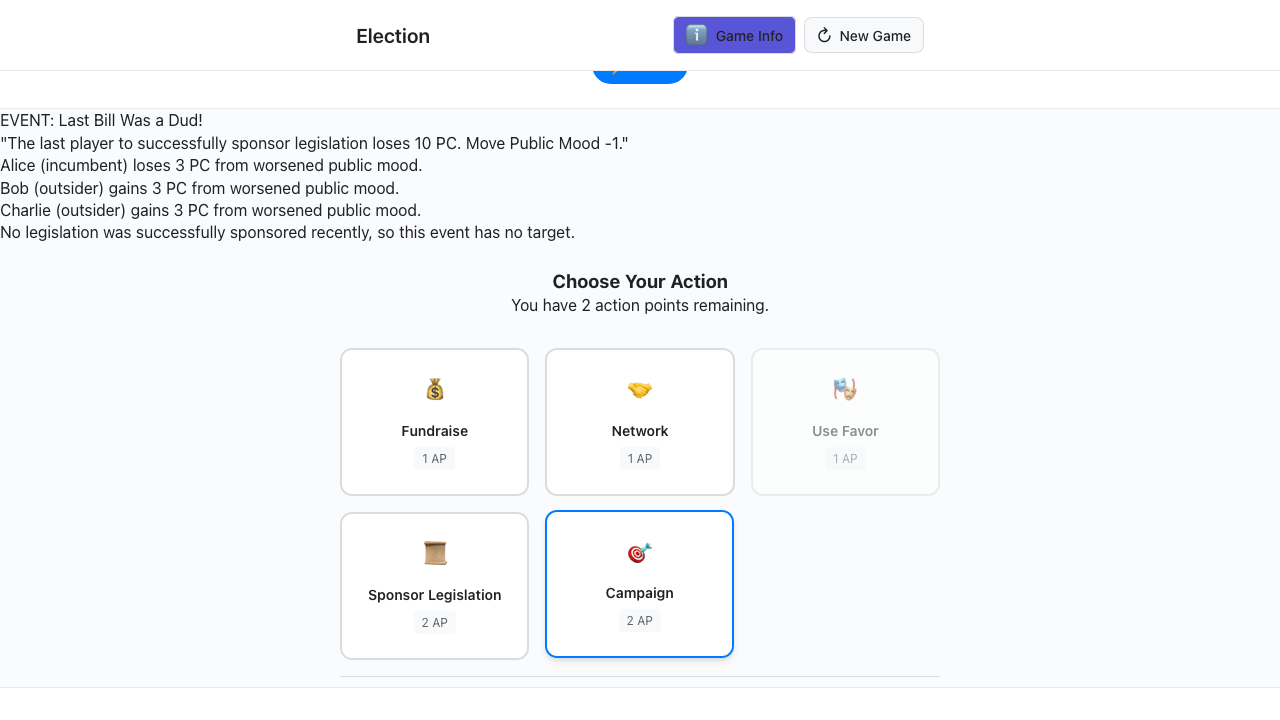 Election
Game Info
New Game
EVENT: Last Bill Was a Dud!
"The last player to successfully sponsor legislation loses 10 PC. Move Public Mood -1."
Alice (incumbent) loses 3 PC from worsened public mood.
Bob (outsider) gains 3 PC from worsened public mood.
Charlie (outsider) gains 3 PC from worsened public mood.
No legislation was successfully sponsored recently, so this event has no target.
Choose Your Action
You have 2 action points remaining.
Fundraise
1 AP
Network
1 AP
Use Favor
1 AP
Sponsor Legislation
2 AP
Campaign
2 AP